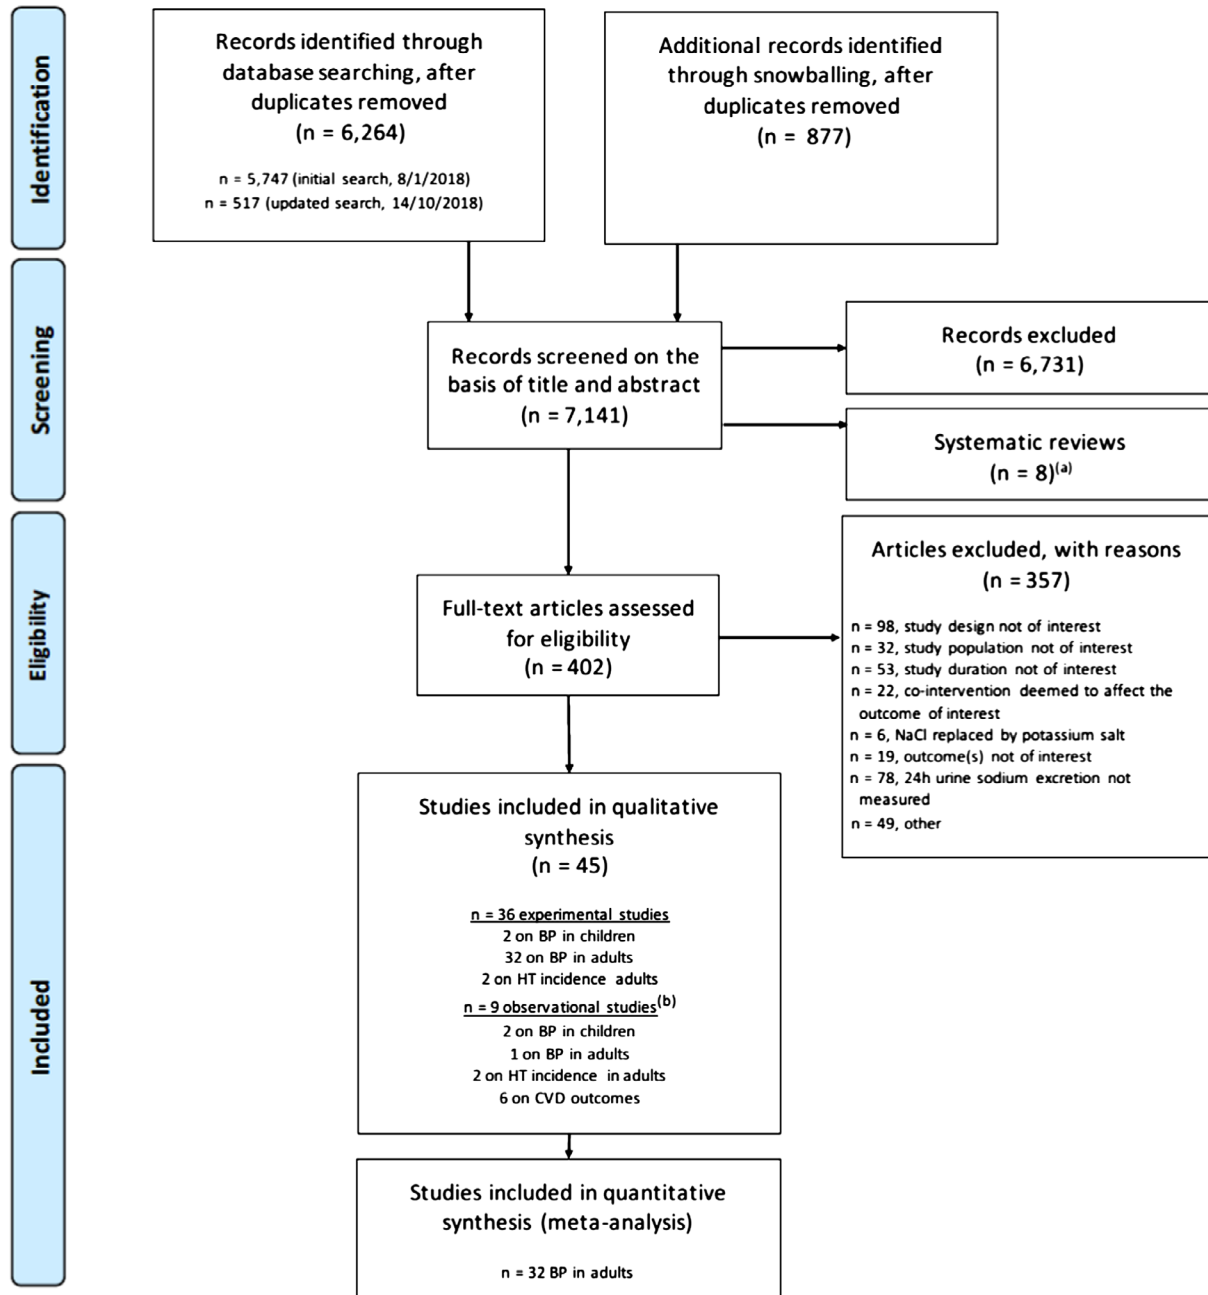 Identification
Records identified through
database searching, after
duplicates removed
(n = 6,264)
n = 5,747 (initial search, 8/1/2018)
n = 517 (updated search, 14/10/2018)
Additional records identified
through snowballing, after
duplicates removed
(n = 877)
Screening
Records screened on the
basis of title and abstract
(n = 7,141)
Records excluded
(n = 6,731)
Systematic reviews
(n = 8)(a)
Eligibility
Full-text articles assessed
for eligibility
(n = 402)
Articles excluded, with reasons
(n = 357)
n = 98, study design not of interest
n = 32, study population not of interest
n = 53, study duration not of interest
n = 22, co-intervention deemed to affect the
outcome of interest
n = 6, NaCl replaced by potassium salt
n = 19, outcome(s) not of interest
n = 78, 24h urine sodium excretion not
measured
n = 49, other
Included
Studies included in qualitative
synthesis
(n = 45)
n = 36 experimental studies
2 on BP in children
32 on BP in adults
2 on HT incidence adults
n = 9 observational studies(b)
2 on BP in children
1 on BP in adults
2 on HT incidence in adults
6 on CVD outcomes
Studies included in quantitative
synthesis (meta-analysis)
n = 32 BP in adults